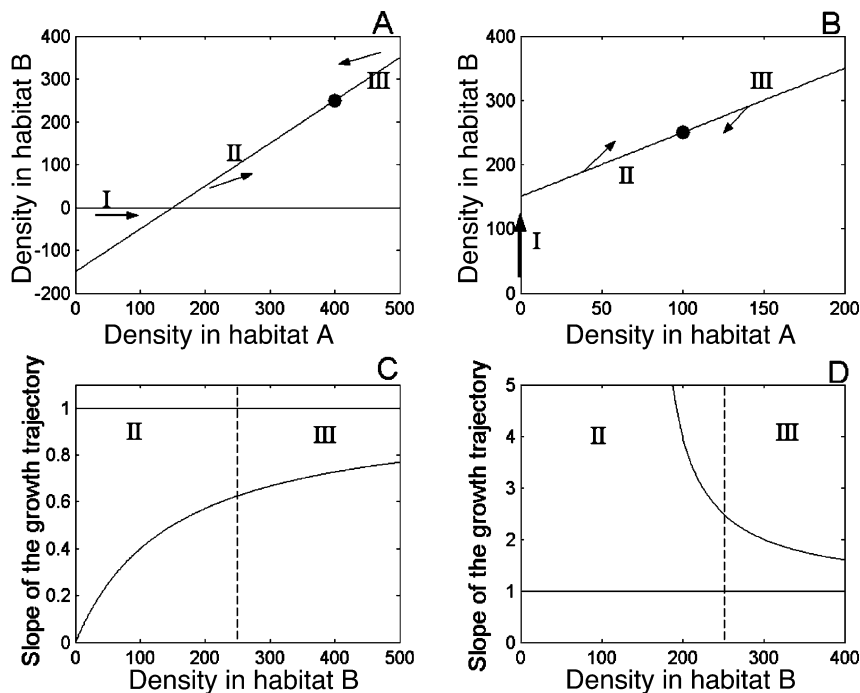 A
Density in habitat B
400
300
200
100
0
-100
-200
I
II
III
0 100 200 300 400 500
Density in habitat A
B
Density in habitat B
400
300
200
100
0
I
II
III
0 50 100 150 200
Density in habitat A
C
Slope of the growth trajectory
1
0.8
0.6
0.4
0.2
0
II
III
0 100 200 300 400 500
Density in habitat B
D
Slope of the growth trajectory
5
4
3
2
1
0
II
III
0 100 200 300 400
Density in habitat B